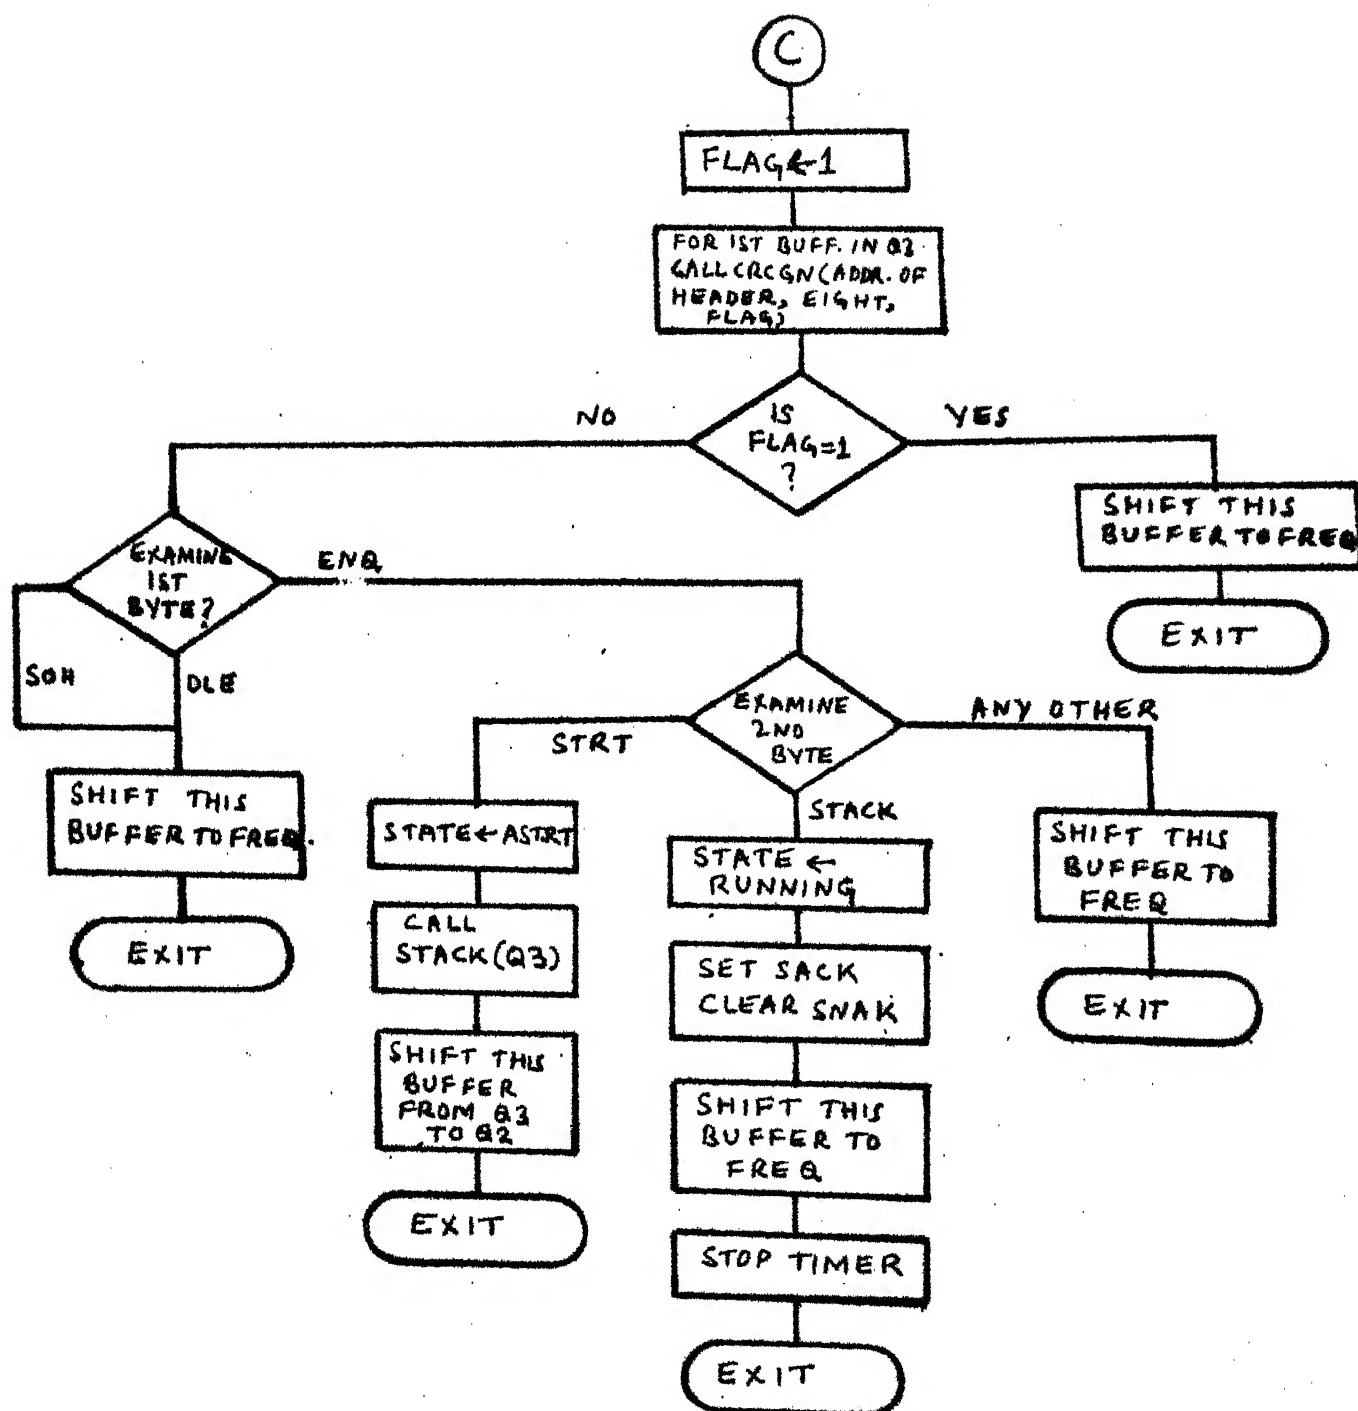 C
FLAG←1
FOR 1ST BUFF. IN Q3
CALL CRCGN(ADDR. OF
HEADER, EIGHT,
FLAG)
IS
FLAG=1
?
NO
YES
SHIFT THIS
BUFFER TO FREQ
EXIT
EXAMINE
1ST
BYTE?
ENQ
SOH
DLE
SHIFT THIS
BUFFER TO FREQ.
EXIT
EXAMINE
2ND
BYTE
STRT
STACK
ANY OTHER
STATE←ASTRT
CALL
STACK(Q3)
SHIFT THIS
BUFFER
FROM Q3
TO Q2
EXIT
STATE←
RUNNING
SET SACK
CLEAR SNAK
SHIFT THIS
BUFFER TO
FREQ
STOP TIMER
EXIT
SHIFT THIS
BUFFER TO
FREQ
EXIT